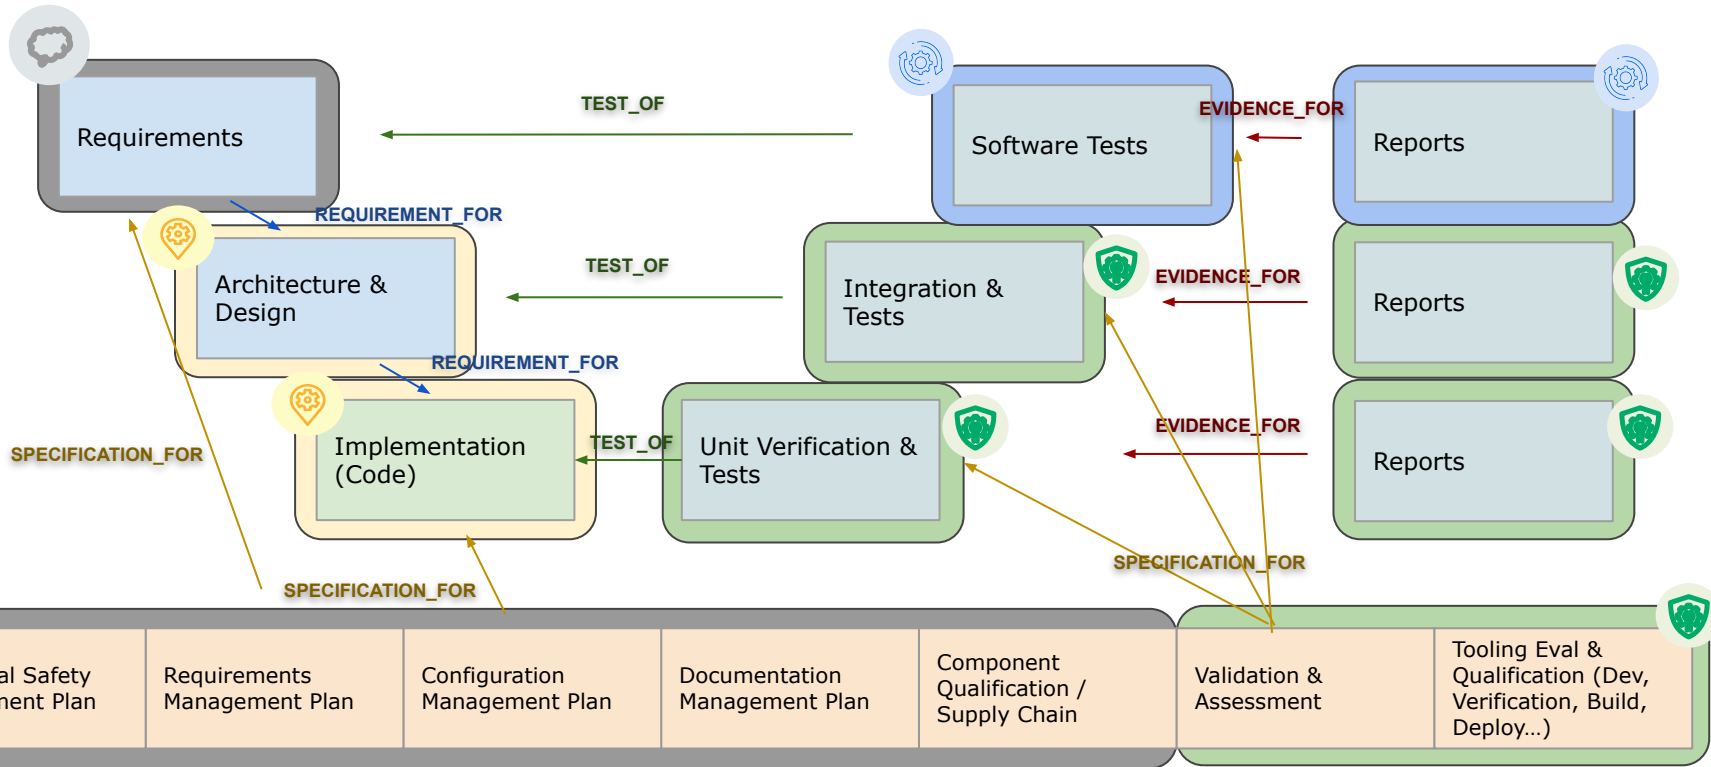 TEST_OF
EVIDENCE_FOR
Requirements
Software Tests
Reports
REQUIREMENT_FOR
Architecture &
Design
TEST_OF
Integration &
Tests
EVIDENCE_FOR
Reports
REQUIREMENT_FOR
Implementation
(Code)
TEST_OF
Unit Verification &
Tests
EVIDENCE_FOR
Reports
SPECIFICATION_FOR
SPECIFICATION_FOR
SPECIFICATION_FOR
al Safety
ment Plan
Requirements
Management Plan
Configuration
Management Plan
Documentation
Management Plan
Component
Qualification /
Supply Chain
Validation &
Assessment
Tooling Eval &
Qualification (Dev,
Verification, Build,
Deploy...)